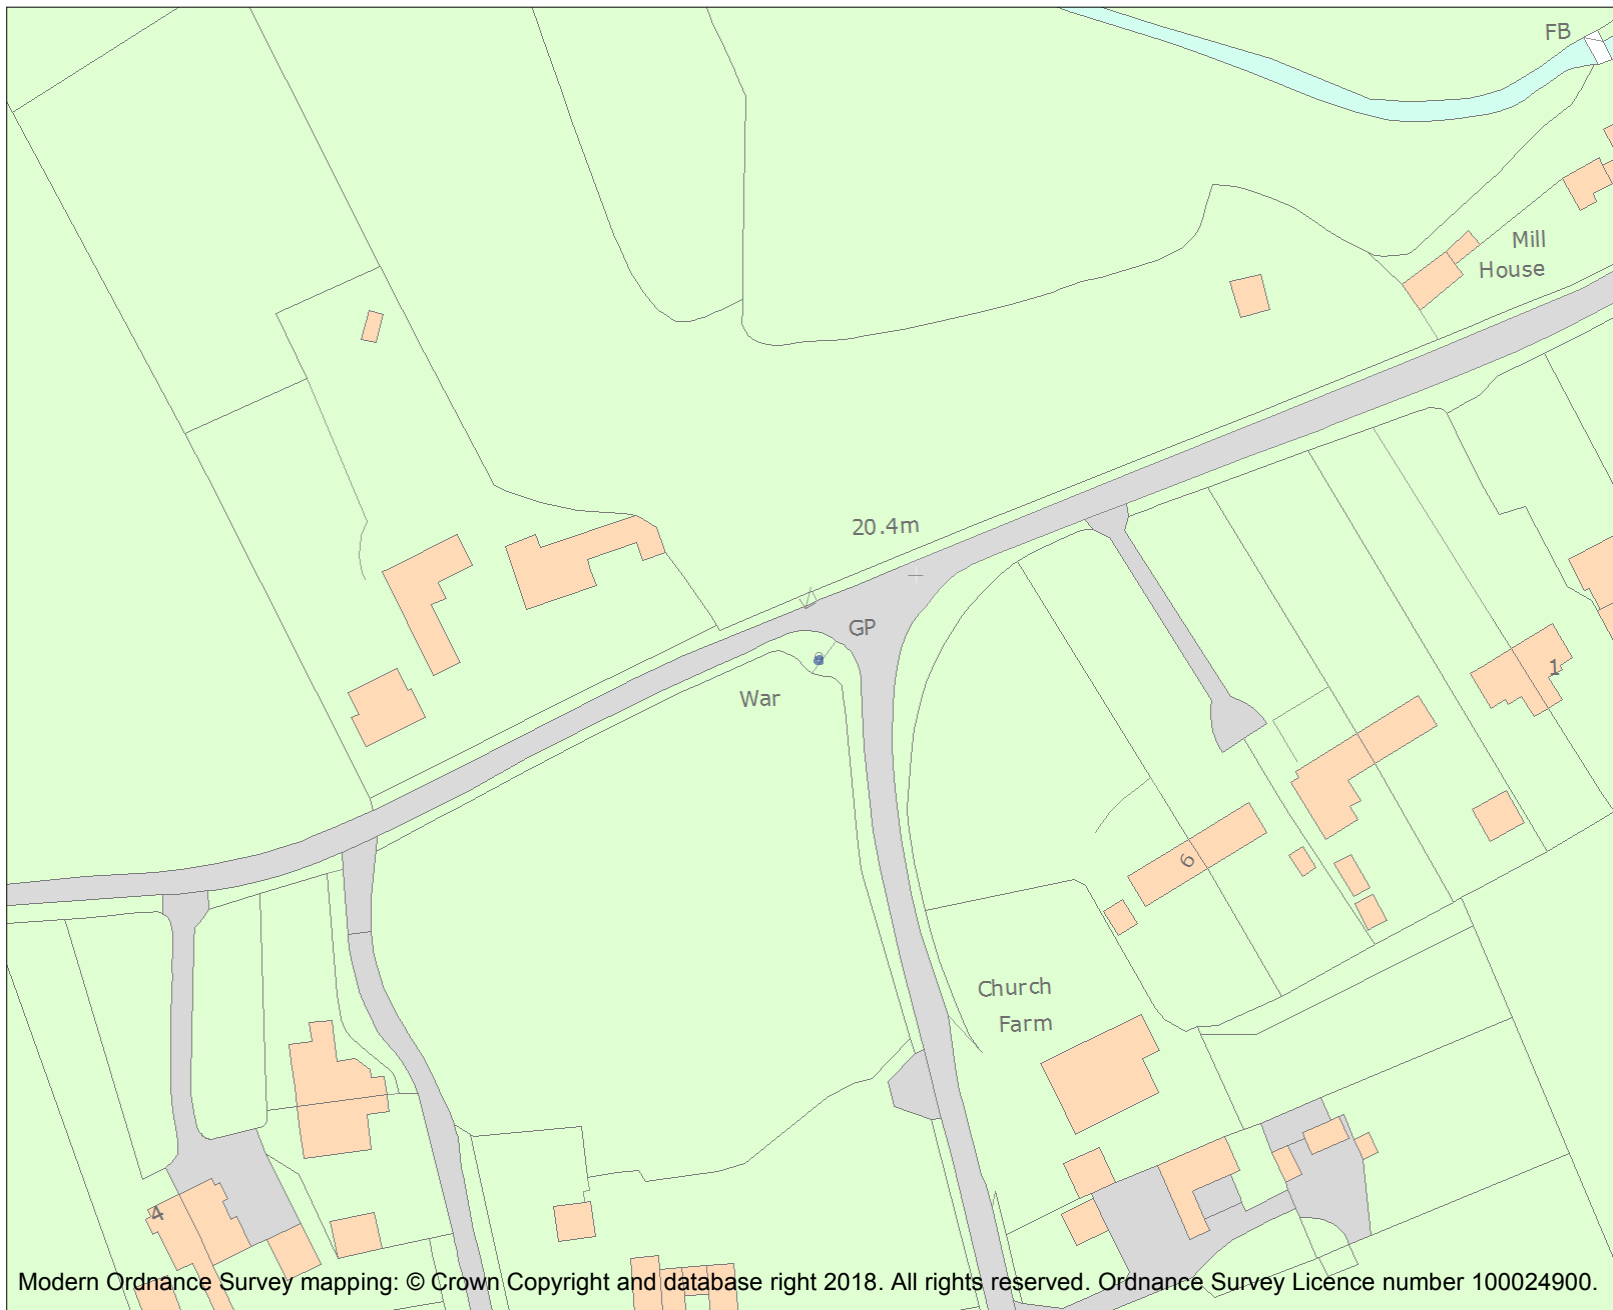 FB
Mill
House
20.4m
GP
War
1
6
Church
Farm
4
Modern Ordnance Survey mapping: © Crown Copyright and database right 2018. All rights reserved. Ordnance Survey Licence number 100024900.